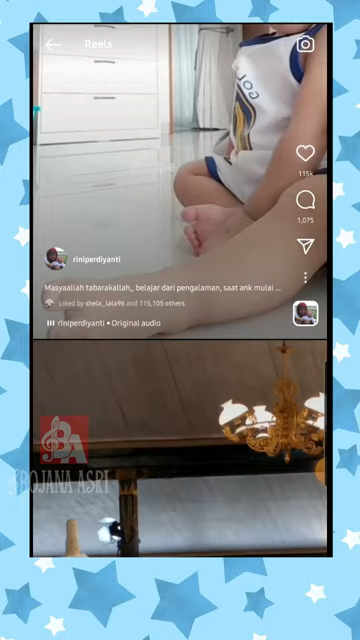 Reels
115k
1,075
riniperdiyanti
Masyaallah tabarakallah,, belajar dari pengalaman, saat ank mulai ...
Liked by shela_lala96 and 115,105 others
riniperdiyanti • Original audio
BA
BOJANA ASRI